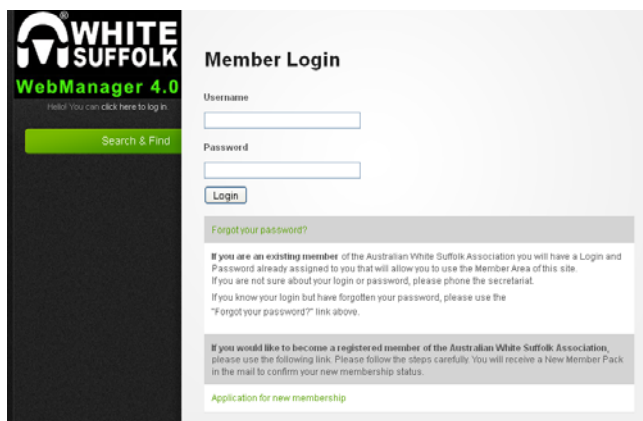 WHITE
SUFFOLK
WebManager 4.0
Hello! You can click here to log in
Search & Find
Member Login
Username
Password
Login
Forgot your password?
If you are an existing member of the Australian White Suffolk Association you will have a Login and
Password already assigned to you that will allow you to use the Member Area of this site.
If you are not sure about your login or password, please phone the secretariat.
If you know your login but have forgotten your password, please use the
"Forgot your password?" link above.
If you would like to become a registered member of the Australian White Suffolk Association,
please use the following link. Please follow the steps carefully. You will receive a New Member Pack
in the mail to confirm your new membership status.
Application for new membership